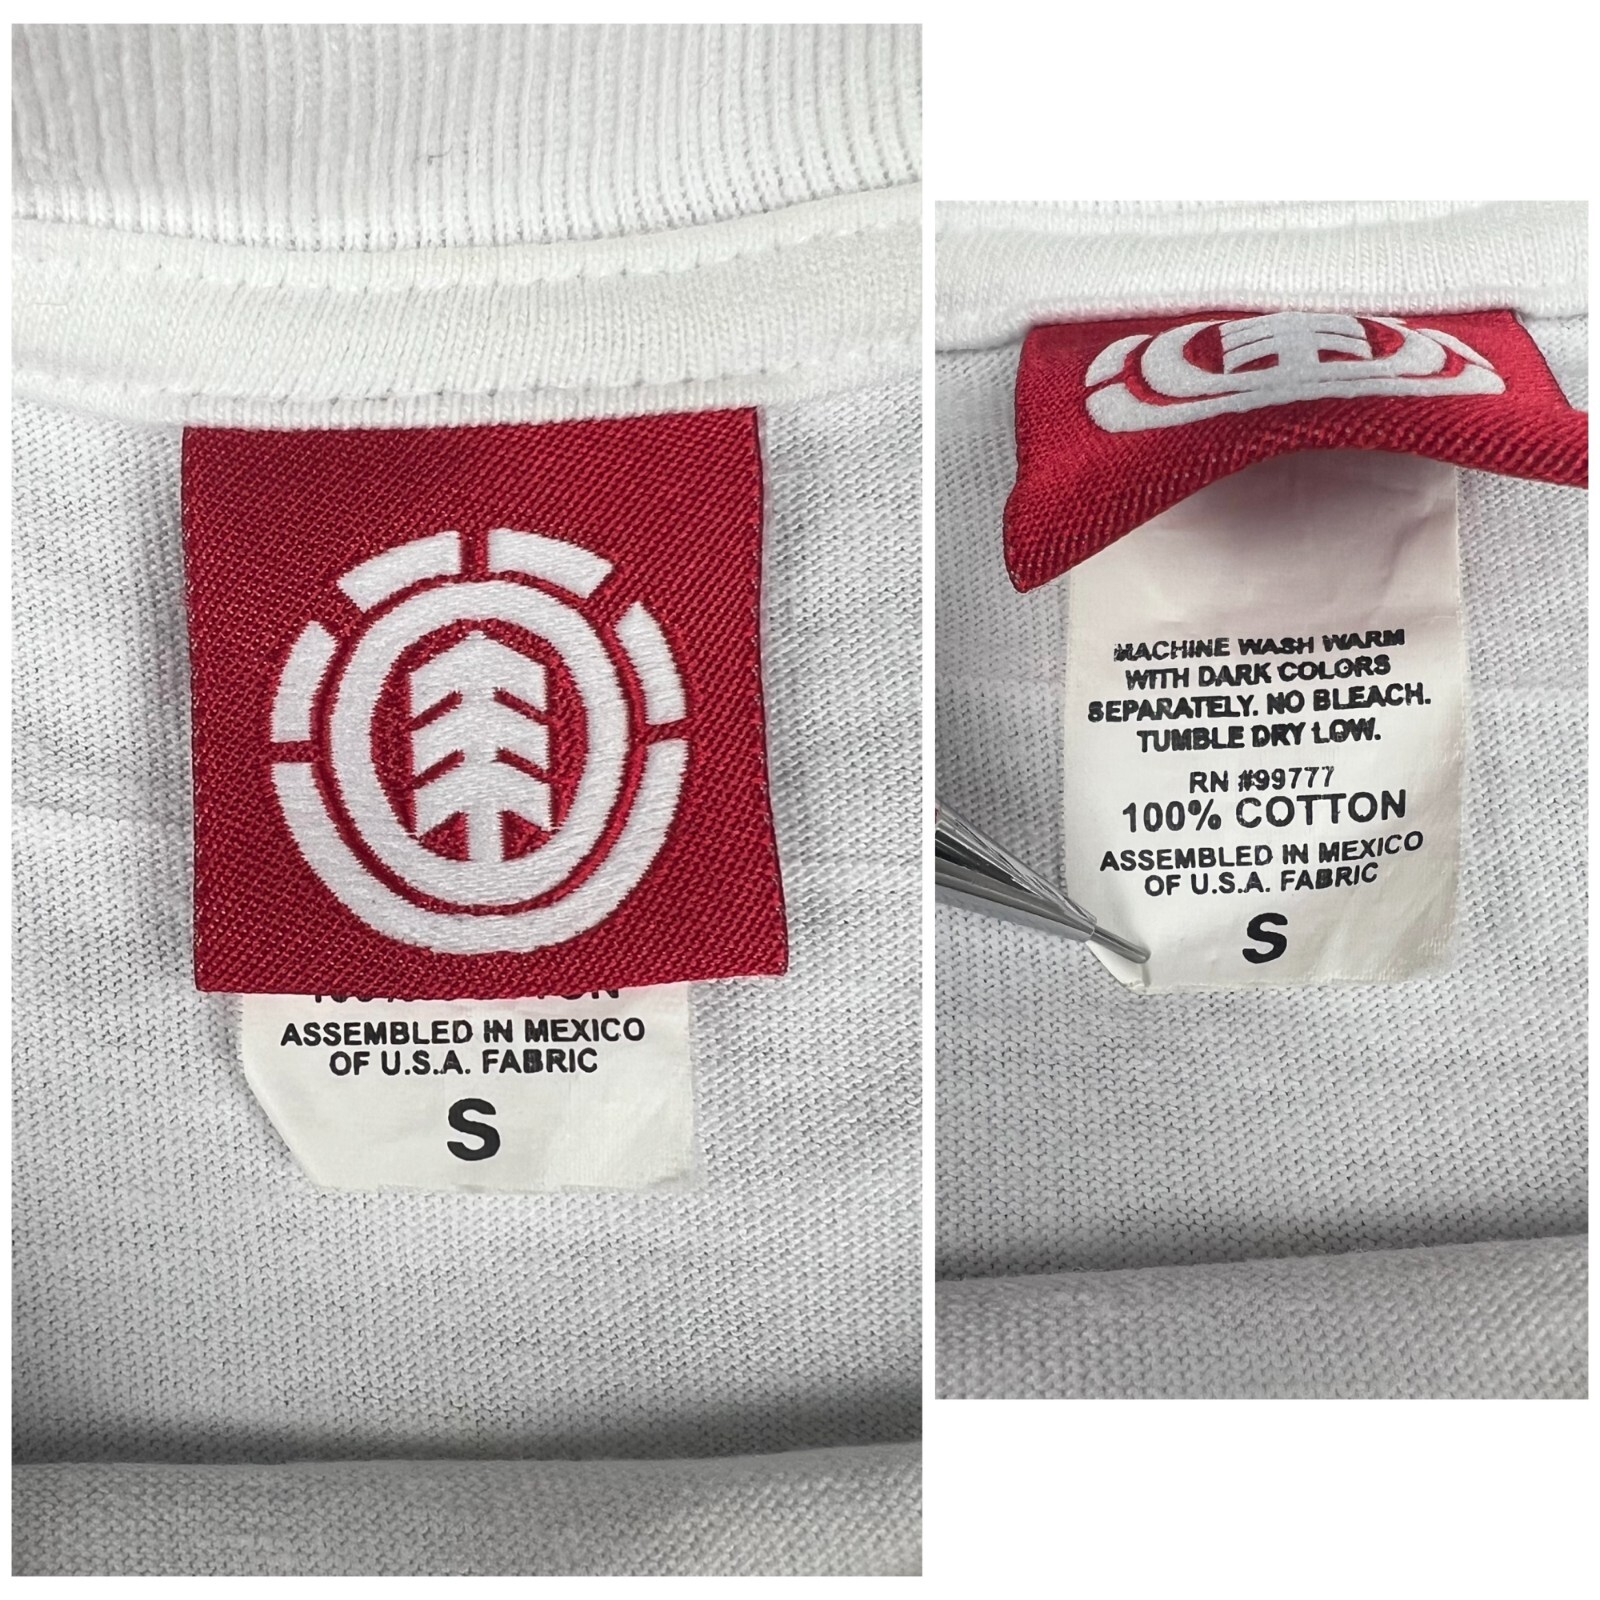 ASSEMBLED IN MEXICO
OF U.S.A. FABRIC
S
MACHINE WASH WARM
WITH DARK COLORS
SEPARATELY. NO BLEACH.
TUMBLE DRY LOW.
RN #99777
100% COTTON
ASSEMBLED IN MEXICO
OF U.S.A. FABRIC
S